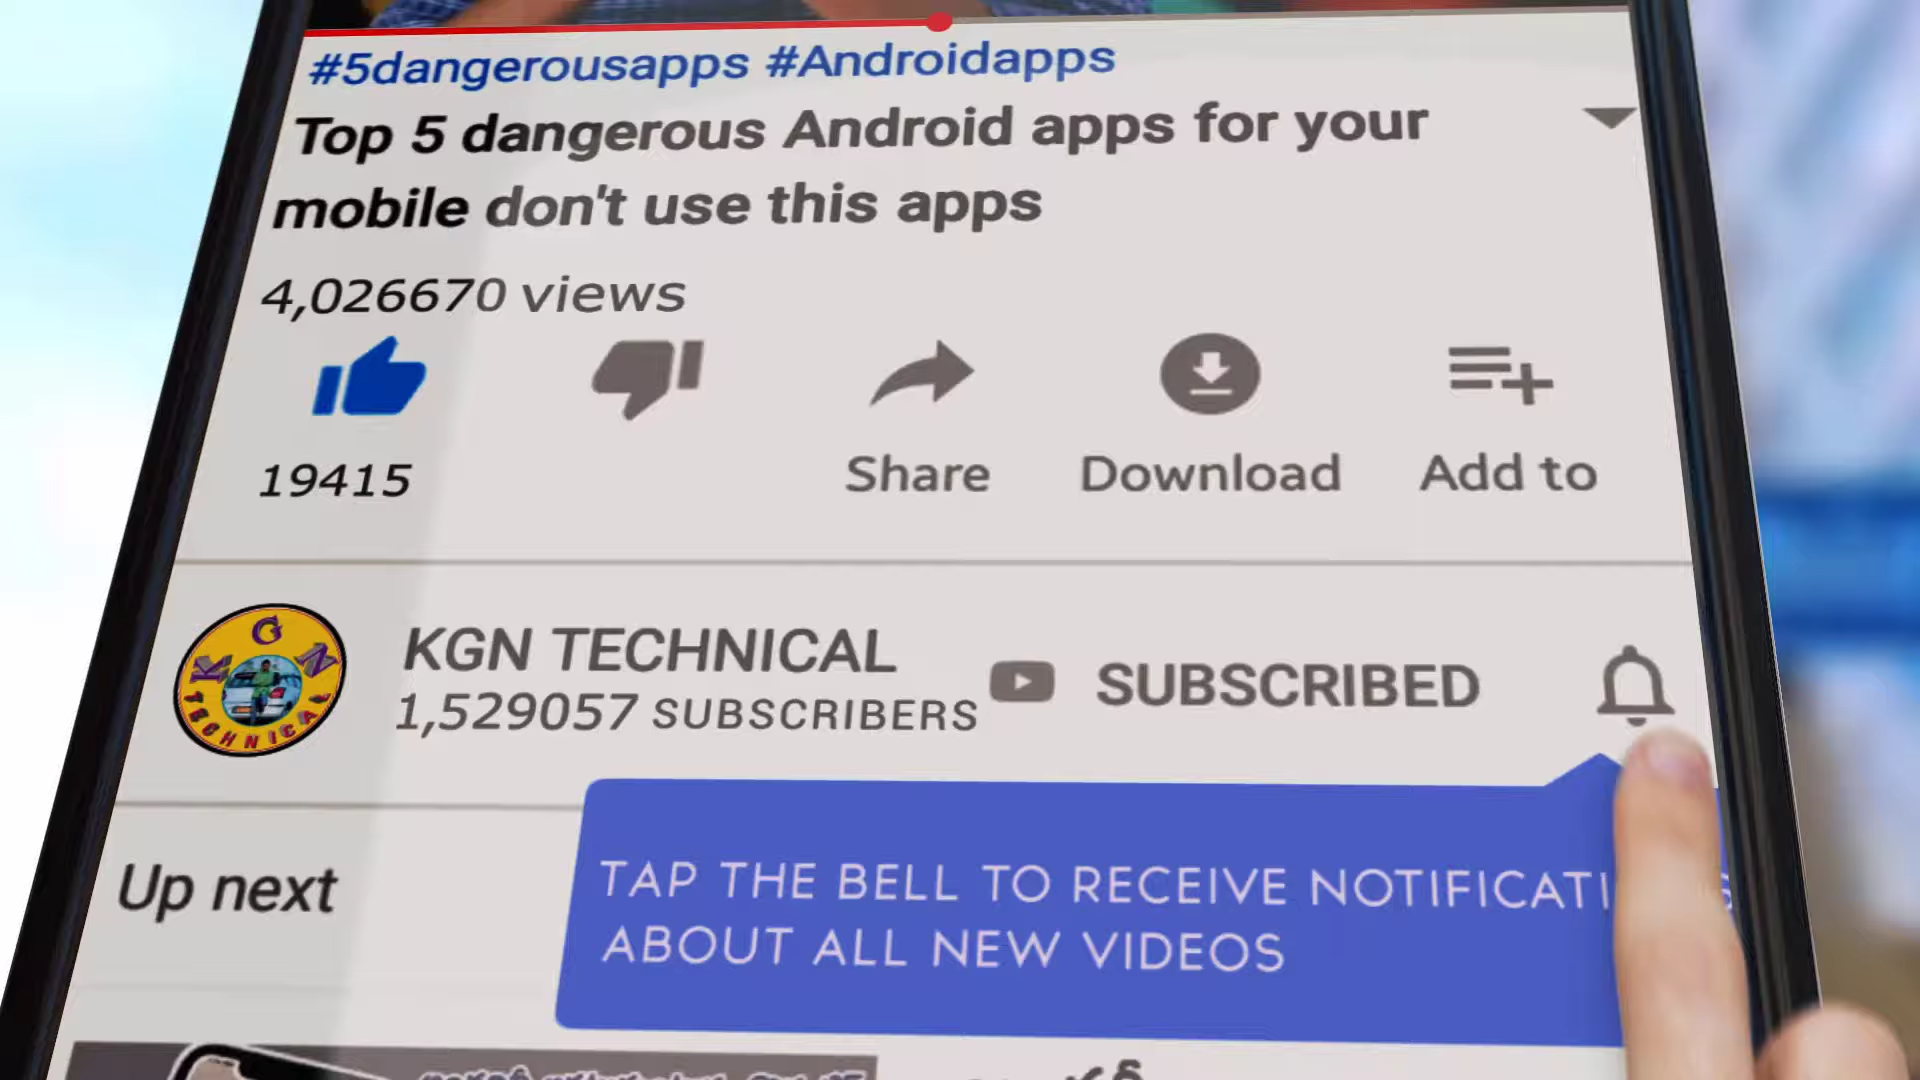 #5dangerousapps #Androidapps
Top 5 dangerous Android apps for your
mobile don't use this apps
4,026670 views
19415
Share
Download
Add to
KGN TECHNICAL
1,529057 SUBSCRIBERS
SUBSCRIBED
K G N
TECHNICAL
TAP THE BELL TO RECEIVE
ABOUT ALL NEW VIDEOS
Up next